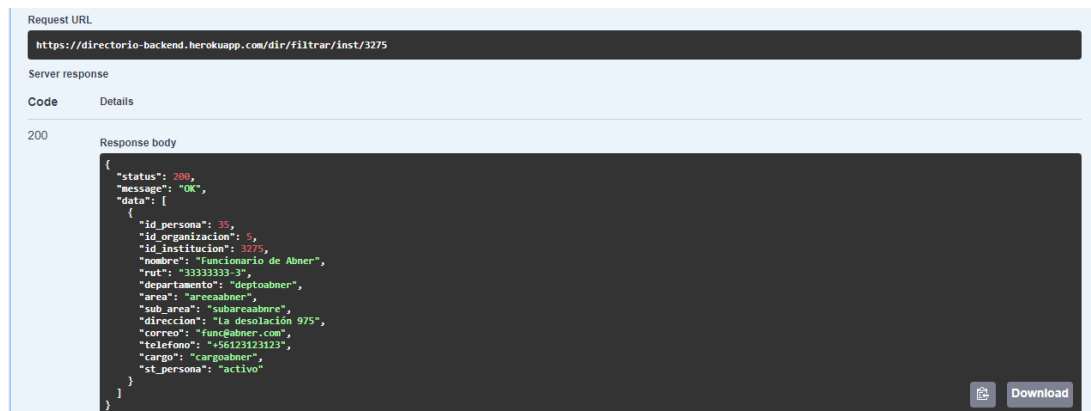 Request URL
https://directorio-backend.herokuapp.com/dir/filtrar/inst/3275
Server response
Code Details
200
Response body
{
"status": 200,
"message": "OK",
"data": [
{
"id_persona": 35,
"id_organizacion": 5,
"id_institucion": 3275,
"nombre": "Funcionario de Abner",
"rut": "33333333-3",
"departamento": "deptoabner",
"area": "areeaabner",
"sub_area": "subareaabnre",
"direccion": "La desolación 975",
"correo": "func@abner.com",
"telefono": "+56123123123",
"cargo": "cargoabner",
"st_persona": "activo"
}
]
}
Download